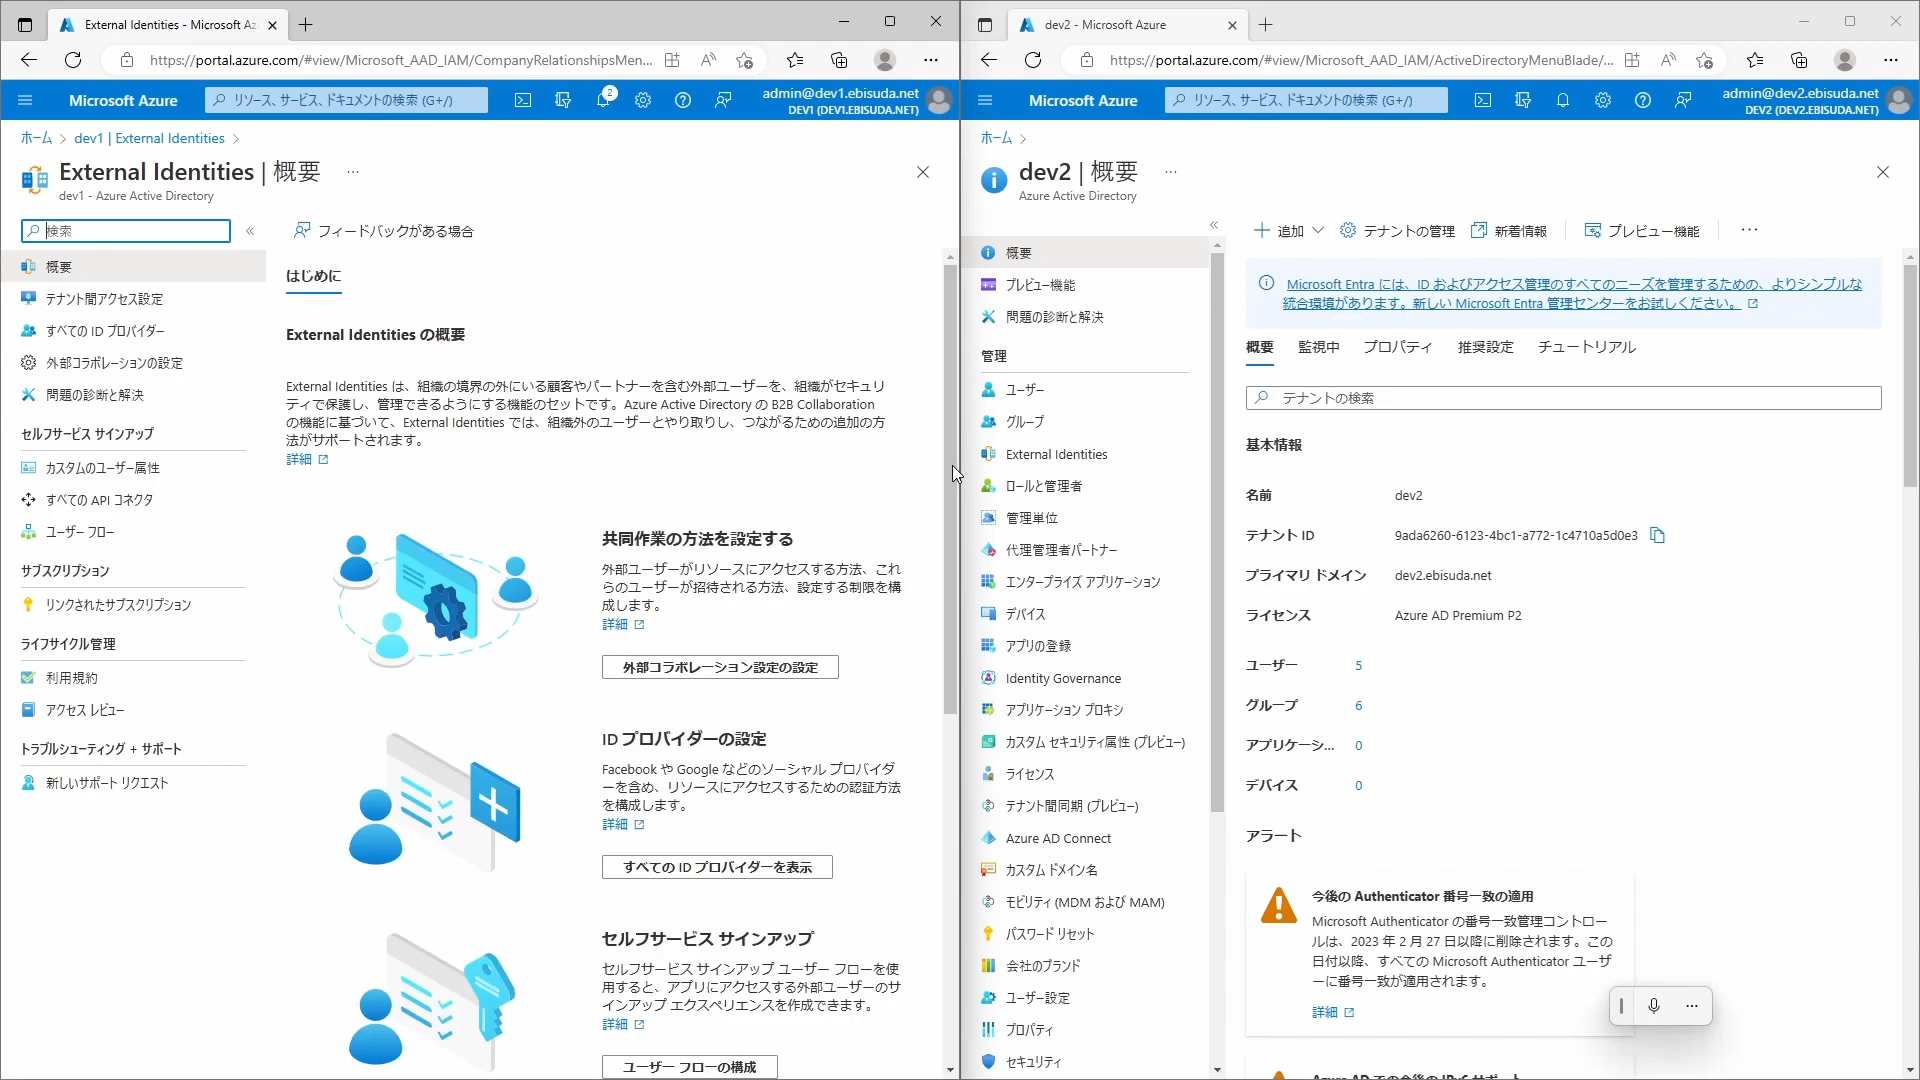 External Identities - Microsoft Az
https://portal.azure.com/#view/Microsoft_AAD_IAM/CompanyRelationshipsMen...
Microsoft Azure
リソース、サービス、ドキュメントの検索 (G+/)
2
admin@dev1.ebisuda.net
DEV1 (DEV1.EBISUDA.NET)
ホーム
dev1 | External Identities
External Identities | 概要
...
dev1 - Azure Active Directory
検索
«
フィードバックがある場合
概要
テナント間アクセス設定
すべての ID プロバイダー
外部コラボレーションの設定
問題の診断と解決
セルフサービス サインアップ
カスタムのユーザー属性
すべての API コネクタ
ユーザー フロー
サブスクリプション
リンクされたサブスクリプション
ライフサイクル管理
利用規約
アクセス レビュー
トラブルシューティング + サポート
新しいサポート リクエスト
はじめに
External Identities の概要
External Identities は、組織の境界の外にいる顧客やパートナーを含む外部ユーザーを、組織がセキュリ
ティで保護し、管理できるようにする機能のセットです。Azure Active Directory の B2B Collaboration
の機能に基づいて、External Identities では、組織外のユーザーとやり取りし、つながるための追加の方
法がサポートされます。
詳細
共同作業の方法を設定する
外部ユーザーがリソースにアクセスする方法、これ
らのユーザーが招待される方法、設定する制限を構
成します。
詳細
外部コラボレーション設定の設定
ID プロバイダーの設定
Facebook や Google などのソーシャル プロバイダ
ーを含め、リソースにアクセスするための認証方法
を構成します。
詳細
すべての ID プロバイダーを表示
セルフサービス サインアップ
セルフサービス サインアップ ユーザー フローを使
用すると、アプリにアクセスする外部ユーザーのサ
インアップ エクスペリエンスを作成できます。
詳細
ユーザー フローの構成
dev2 - Microsoft Azure
https://portal.azure.com/#view/Microsoft_AAD_IAM/ActiveDirectoryMenuBlade/...
Microsoft Azure
リソース、サービス、ドキュメントの検索 (G+/)
admin@dev2.ebisuda.net
DEV2 (DEV2.EBISUDA.NET)
ホーム
dev2 | 概要
...
Azure Active Directory
«
概要
プレビュー機能
問題の診断と解決
管理
ユーザー
グループ
External Identities
ロールと管理者
管理単位
代理管理者パートナー
エンタープライズ アプリケーション
デバイス
アプリの登録
Identity Governance
アプリケーション プロキシ
カスタム セキュリティ属性 (プレビュー)
ライセンス
テナント間同期 (プレビュー)
Azure AD Connect
カスタム ドメイン名
モビリティ (MDM および MAM)
パスワード リセット
会社のブランド
ユーザー設定
プロパティ
セキュリティ
追加
テナントの管理
新着情報
プレビュー機能
...
Microsoft Entra には、ID およびアクセス管理のすべてのニーズを管理するための、よりシンプルな
統合環境があります。新しい Microsoft Entra 管理センターをお試しください。
概要 監視中 プロパティ 推奨設定 チュートリアル
テナントの検索
基本情報
名前 dev2
テナント ID 9ada6260-6123-4bc1-a772-1c4710a5d0e3
プライマリ ドメイン dev2.ebisuda.net
ライセンス Azure AD Premium P2
ユーザー 5
グループ 6
アプリケーシ... 0
デバイス 0
アラート
今後の Authenticator 番号一致の適用
Microsoft Authenticator の番号一致管理コントロー
ルは、2023 年 2 月 27 日以降に削除されます。この
日付以降、すべての Microsoft Authenticator ユーザ
ーに番号一致が適用されます。
詳細
Azure AD での今後の IPv6 サポート